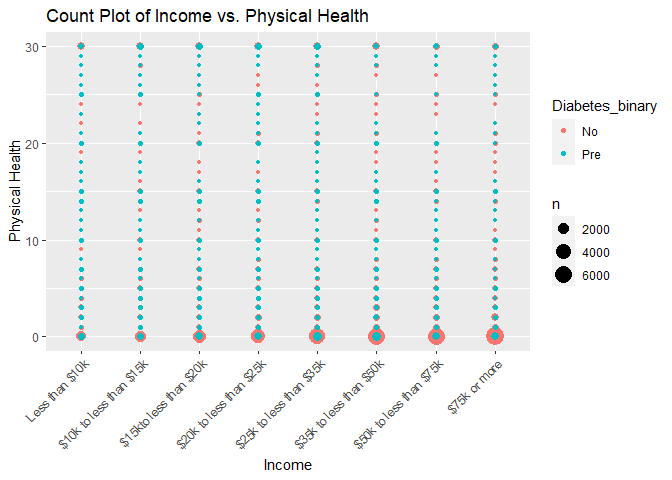 Count Plot of Income vs. Physical Health
30
20
10
0
Physical Health
Less than $10k
$10k to less than $15k
$15kto less than $20k
$20k to less than $25k
$25k to less than $35k
$35k to less than $50k
$50k to less than $75k
$75k or more
Income
Diabetes_binary
No
Pre
n
2000
4000
6000